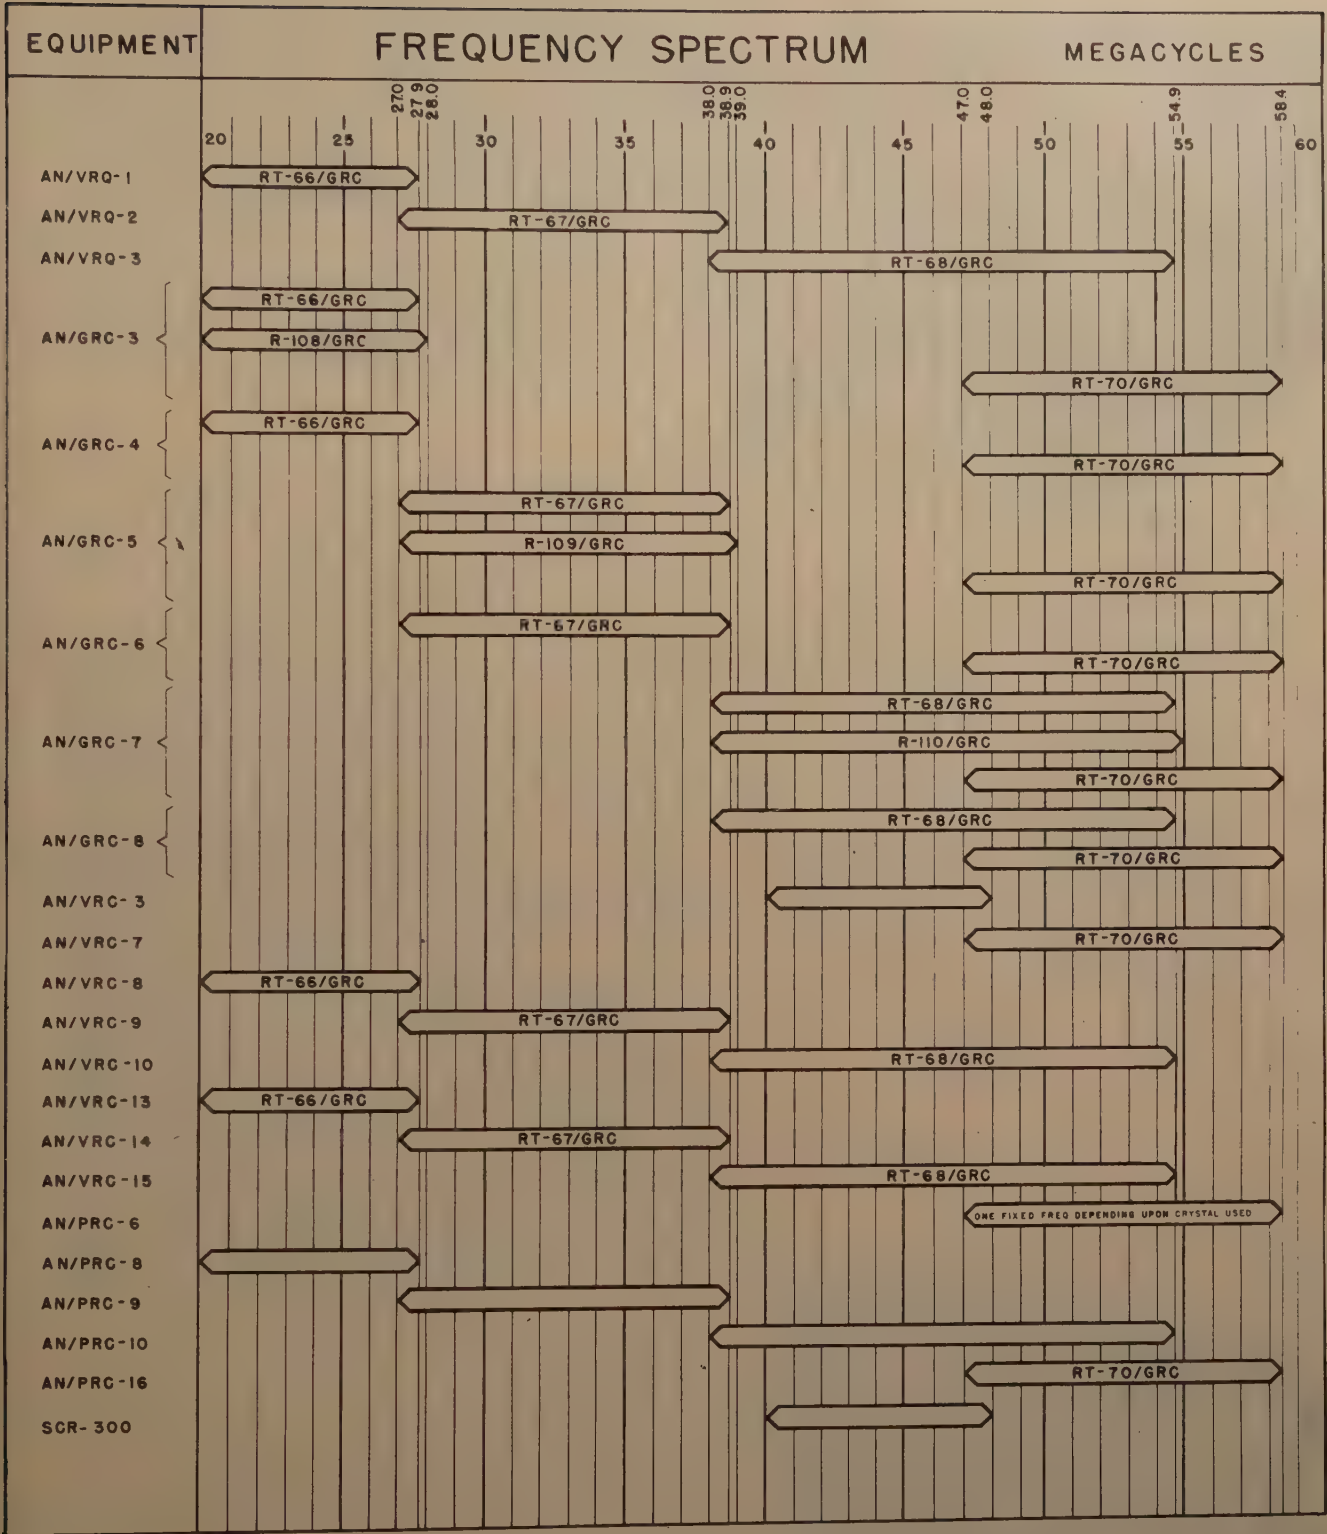 EQUIPMENT FREQUENCY SPECTRUM MEGACYCLES
27.0 27.9 28.0 38.0 38.9 39.0 47.0 48.0 54.9 58.4
20 25 30 35 40 45 50 55 60
AN/VRQ-1 RT-66/GRC
AN/VRQ-2 RT-67/GRC
AN/VRQ-3 RT-68/GRC
RT-66/GRC
AN/GRC-3 R-108/GRC
RT-70/GRC
RT-66/GRC
AN/GRC-4
RT-70/GRC
RT-67/GRC
AN/GRC-5 R-109/GRC
RT-70/GRC
RT-67/GRC
AN/GRC-6
RT-70/GRC
RT-68/GRC
AN/GRC-7 R-110/GRC
RT-70/GRC
RT-68/GRC
AN/GRC-8
RT-70/GRC
AN/VRC-3
AN/VRC-7 RT-70/GRC
AN/VRC-8 RT-66/GRC
AN/VRC-9 RT-67/GRC
AN/VRC-10 RT-68/GRC
AN/VRC-13 RT-66/GRC
AN/VRC-14 RT-67/GRC
AN/VRC-15 RT-68/GRC
AN/PRC-6 ONE FIXED FREQ DEPENDING UPON CRYSTAL USED
AN/PRC-8
AN/PRC-9
AN/PRC-10
AN/PRC-16 RT-70/GRC
SCR-300